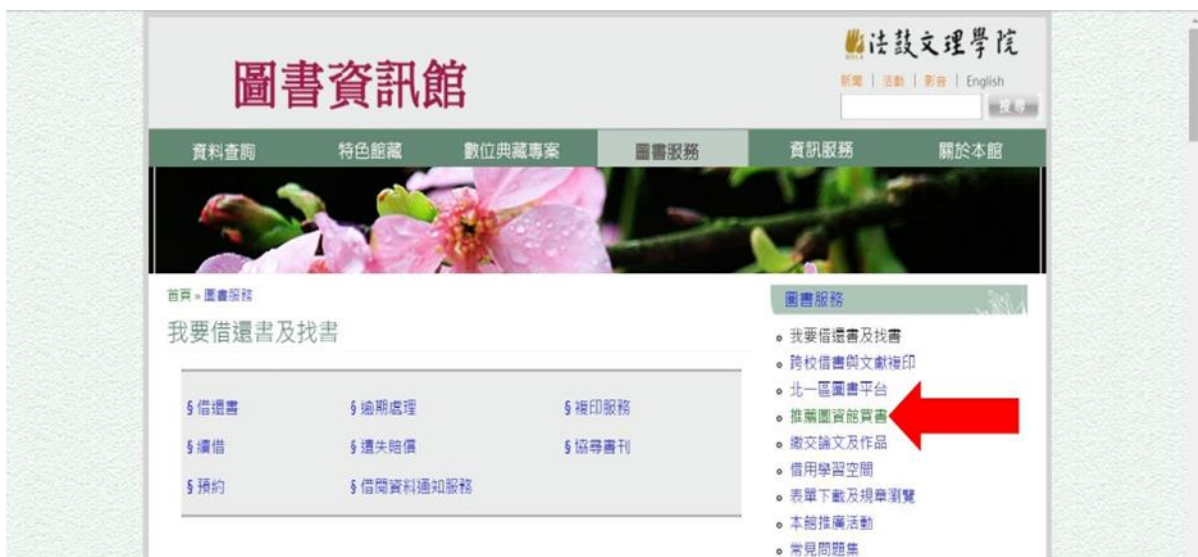 法鼓文理學院
圖書資訊館
新聞 | 活動 | 影音 | English
搜尋
資料查詢 特色館藏 數位典藏專案 圖書服務 資訊服務 關於本館
首頁 » 圖書服務
我要借還書及找書
§ 借還書 § 逾期處理 § 複印服務
§ 續借 § 遺失賠償 § 協尋書刊
§ 預約 § 借閱資料通知服務
圖書服務
我要借還書及找書
跨校借書與文獻複印
北一區圖書平台
推薦圖資館買書
繳交論文及作品
借用學習空間
表單下載及規章瀏覽
本館推廣活動
常見問題集